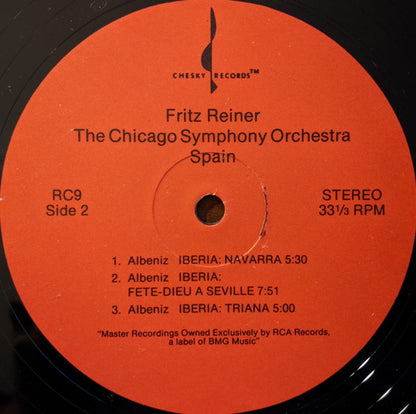 CHESKY RECORDS™
Fritz Reiner
The Chicago Symphony Orchestra
Spain
RC9
Side 2
STEREO
33 1/3 RPM
1. Albeniz IBERIA: NAVARRA 5:30
2. Albeniz IBERIA:
FETE-DIEU A SEVILLE 7:51
3. Albeniz IBERIA: TRIANA 5:00
"Master Recordings Owned Exclusively by RCA Records,
a label of BMG Music"